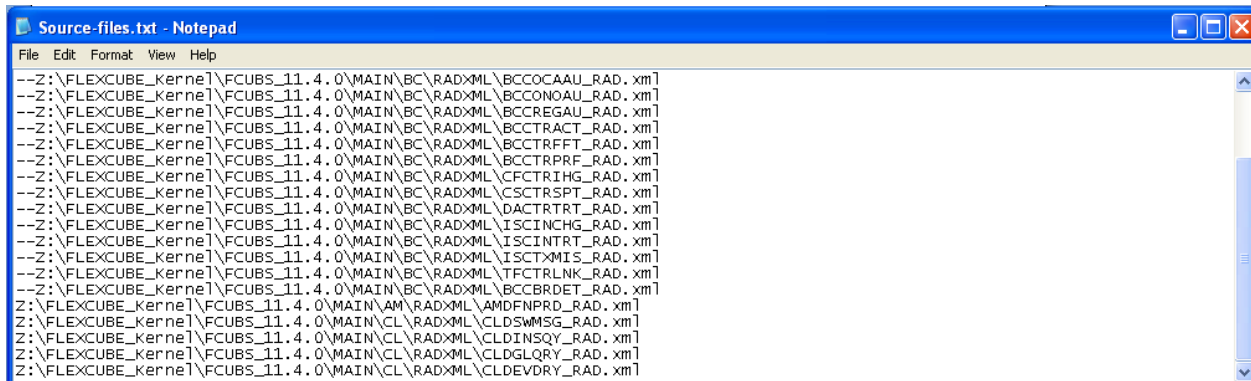 Source-files.txt - Notepad
File Edit Format View Help
--Z:\FLEXCUBE_Kernel\FCUBS_11.4.0\MAIN\BC\RADXML\BCCOCAAU_RAD.xml
--Z:\FLEXCUBE_Kernel\FCUBS_11.4.0\MAIN\BC\RADXML\BCCONOAU_RAD.xml
--Z:\FLEXCUBE_Kernel\FCUBS_11.4.0\MAIN\BC\RADXML\BCCREGAU_RAD.xml
--Z:\FLEXCUBE_Kernel\FCUBS_11.4.0\MAIN\BC\RADXML\BCCTRACT_RAD.xml
--Z:\FLEXCUBE_Kernel\FCUBS_11.4.0\MAIN\BC\RADXML\BCCTRFFT_RAD.xml
--Z:\FLEXCUBE_Kernel\FCUBS_11.4.0\MAIN\BC\RADXML\BCCTRPRF_RAD.xml
--Z:\FLEXCUBE_Kernel\FCUBS_11.4.0\MAIN\BC\RADXML\CFCTRIHG_RAD.xml
--Z:\FLEXCUBE_Kernel\FCUBS_11.4.0\MAIN\BC\RADXML\CSCTRSPT_RAD.xml
--Z:\FLEXCUBE_Kernel\FCUBS_11.4.0\MAIN\BC\RADXML\DACTRTRT_RAD.xml
--Z:\FLEXCUBE_Kernel\FCUBS_11.4.0\MAIN\BC\RADXML\ISCINCHG_RAD.xml
--Z:\FLEXCUBE_Kernel\FCUBS_11.4.0\MAIN\BC\RADXML\ISCINTRT_RAD.xml
--Z:\FLEXCUBE_Kernel\FCUBS_11.4.0\MAIN\BC\RADXML\ISCTXMIS_RAD.xml
--Z:\FLEXCUBE_Kernel\FCUBS_11.4.0\MAIN\BC\RADXML\TFCTRLNK_RAD.xml
--Z:\FLEXCUBE_Kernel\FCUBS_11.4.0\MAIN\BC\RADXML\BCCBRDET_RAD.xml
Z:\FLEXCUBE_Kernel\FCUBS_11.4.0\MAIN\AM\RADXML\AMDFNPRD_RAD.xml
Z:\FLEXCUBE_Kernel\FCUBS_11.4.0\MAIN\CL\RADXML\CLDSWMSG_RAD.xml
Z:\FLEXCUBE_Kernel\FCUBS_11.4.0\MAIN\CL\RADXML\CLDINSQY_RAD.xml
Z:\FLEXCUBE_Kernel\FCUBS_11.4.0\MAIN\CL\RADXML\CLDGLQRY_RAD.xml
Z:\FLEXCUBE_Kernel\FCUBS_11.4.0\MAIN\CL\RADXML\CLDEVDRY_RAD.xml